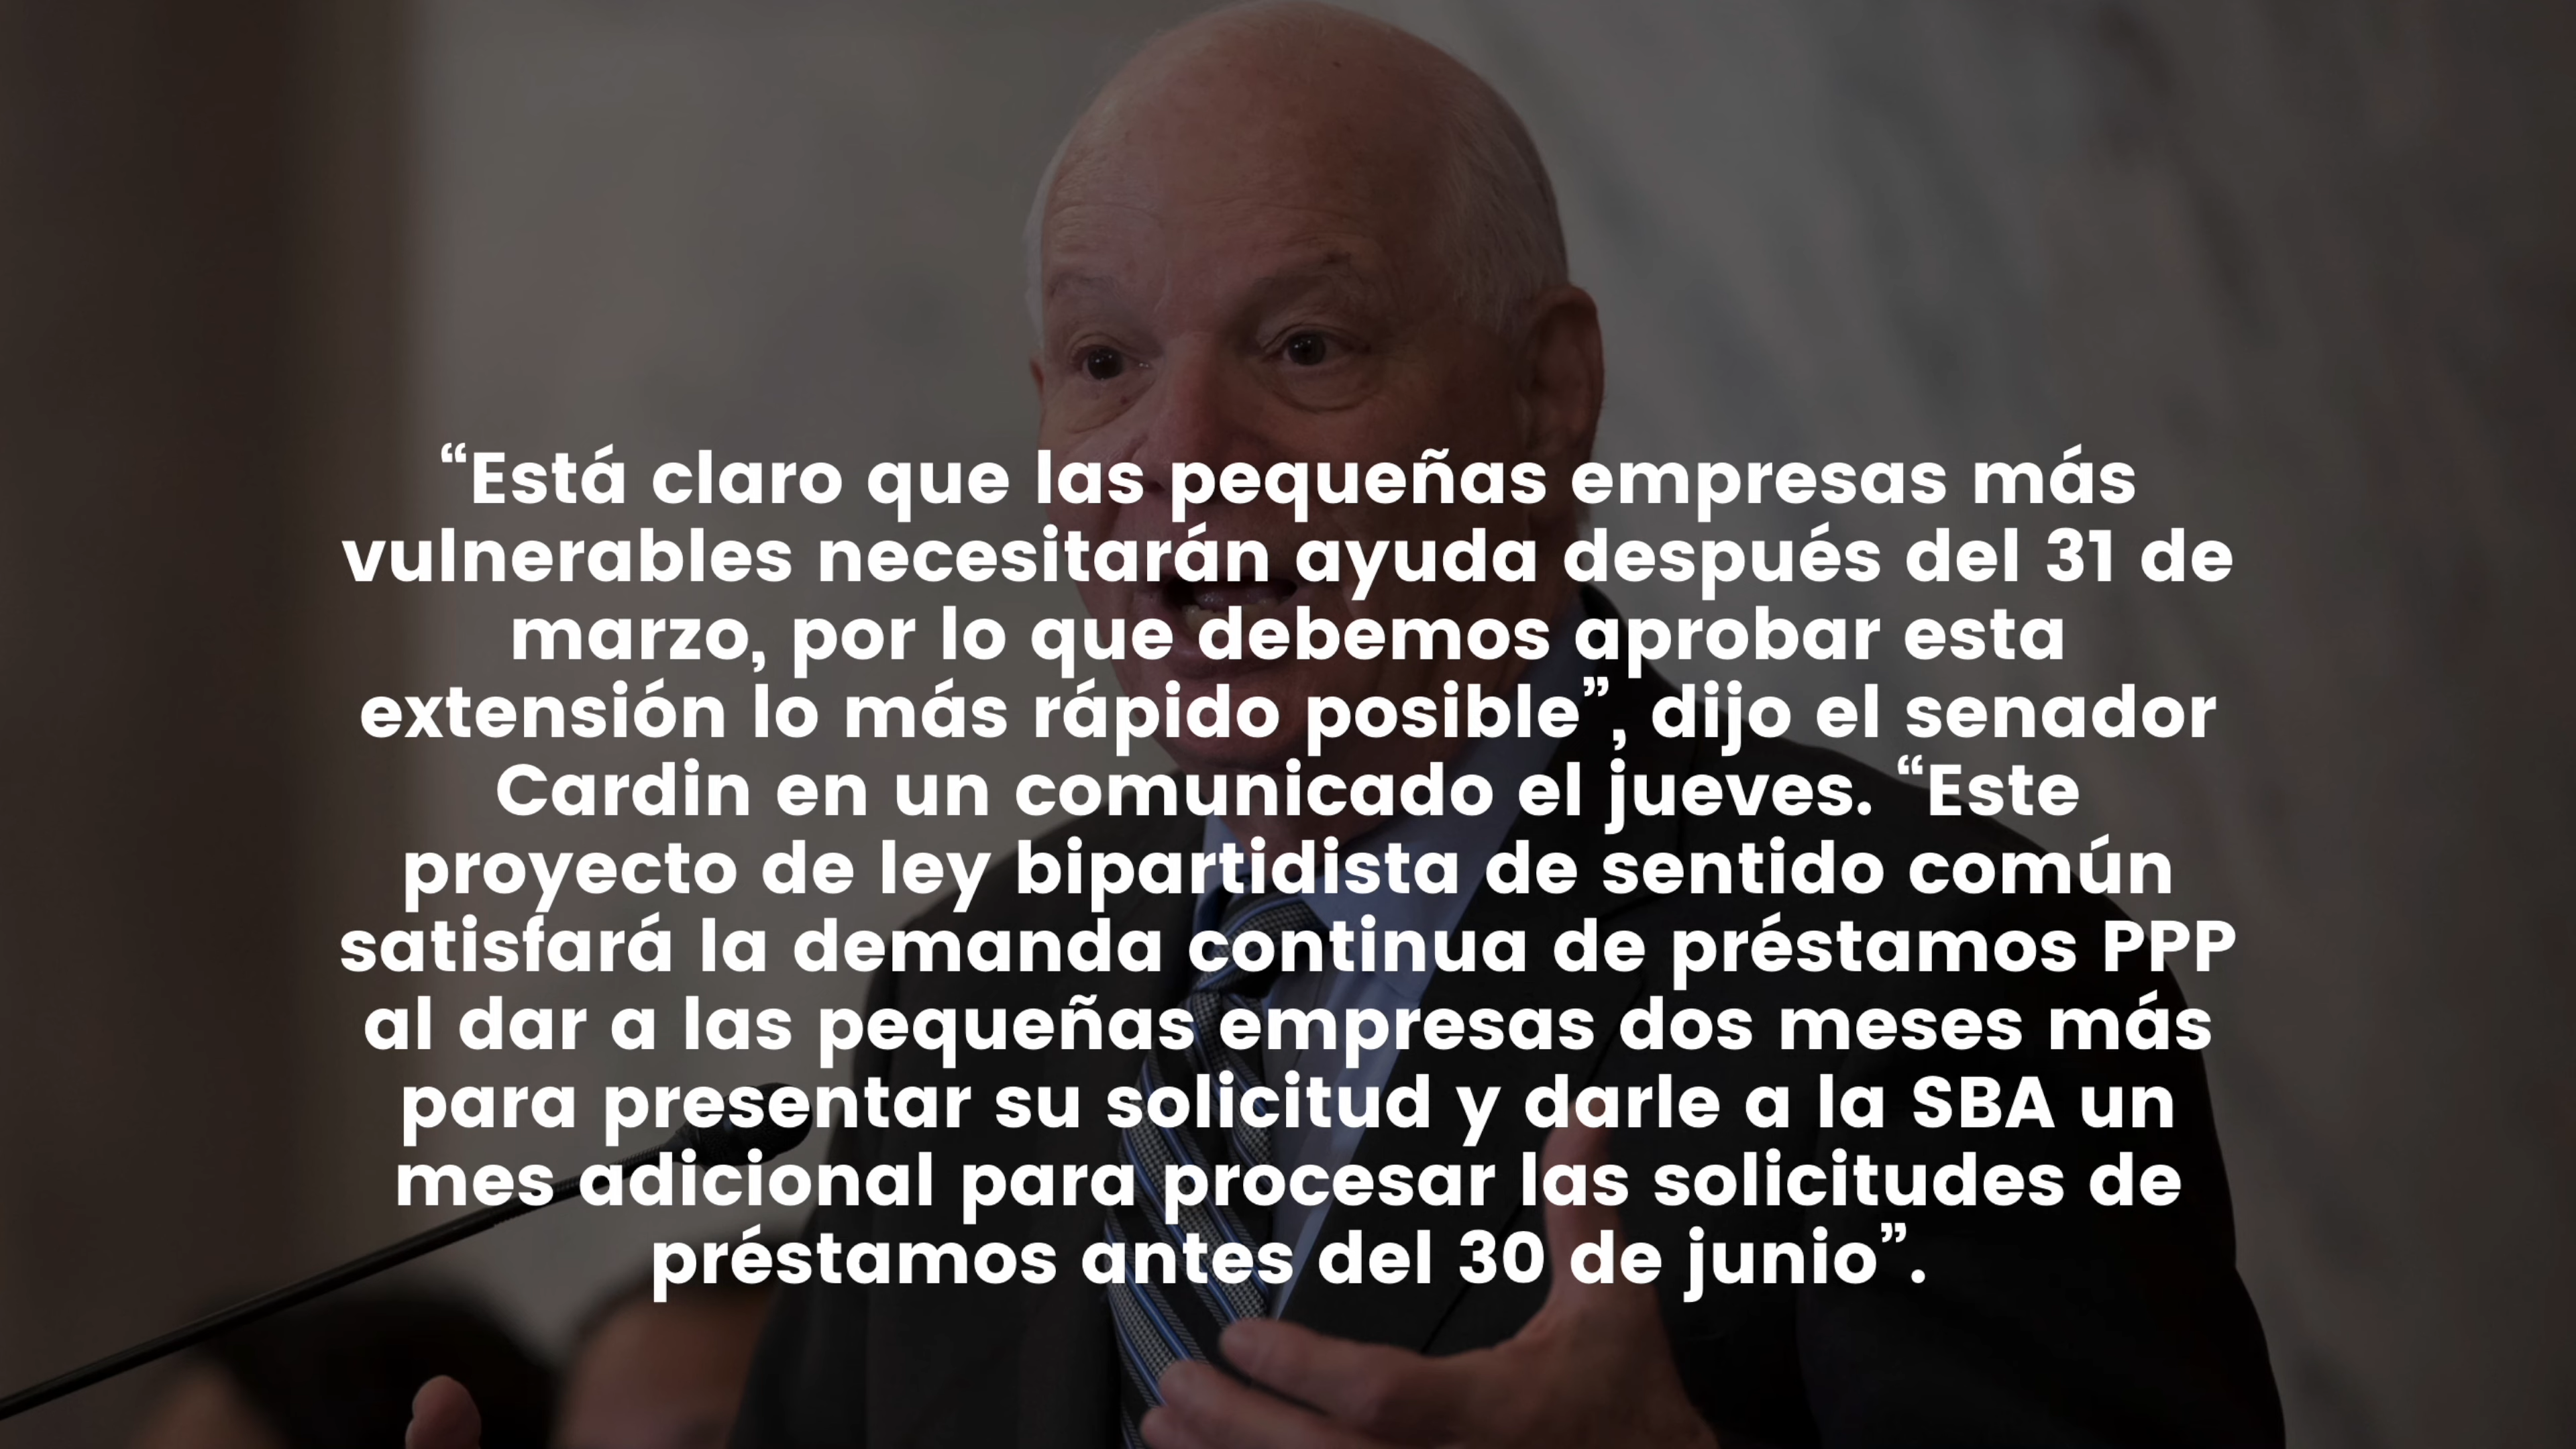 “Está claro que las pequeñas empresas más
vulnerables necesitarán ayuda después del 31 de
marzo, por lo que debemos aprobar esta
extensión lo más rápido posible”, dijo el senador
Cardin en un comunicado el jueves. “Este
proyecto de ley bipartidista de sentido común
satisfará la demanda continua de préstamos PPP
al dar a las pequeñas empresas dos meses más
para presentar su solicitud y darle a la SBA un
mes adicional para procesar las solicitudes de
préstamos antes del 30 de junio”.